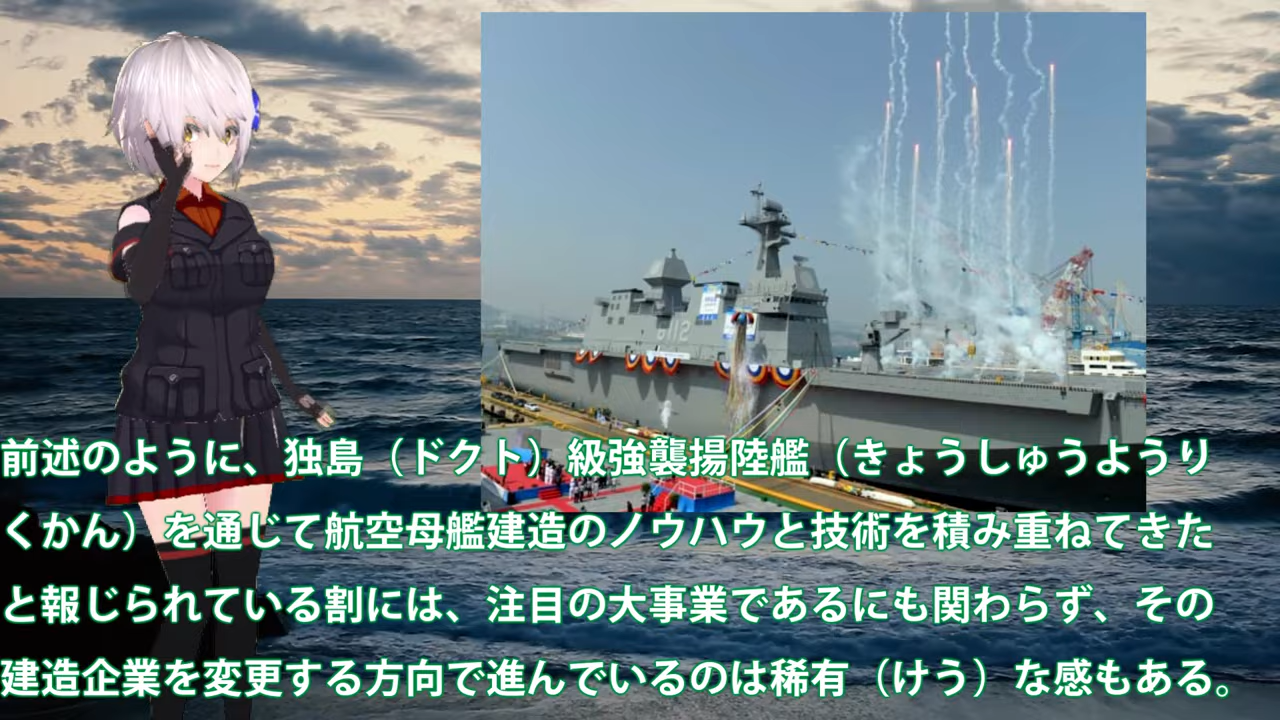 6112
前述のように、独島（ドクト）級強襲揚陸艦（きょうしゅうようり
くかん）を通じて航空母艦建造のノウハウと技術を積み重ねてきた
と報じられている割には、注目の大事業であるにも関わらず、その
建造企業を変更する方向で進んでいるのは稀有（けう）な感もある。